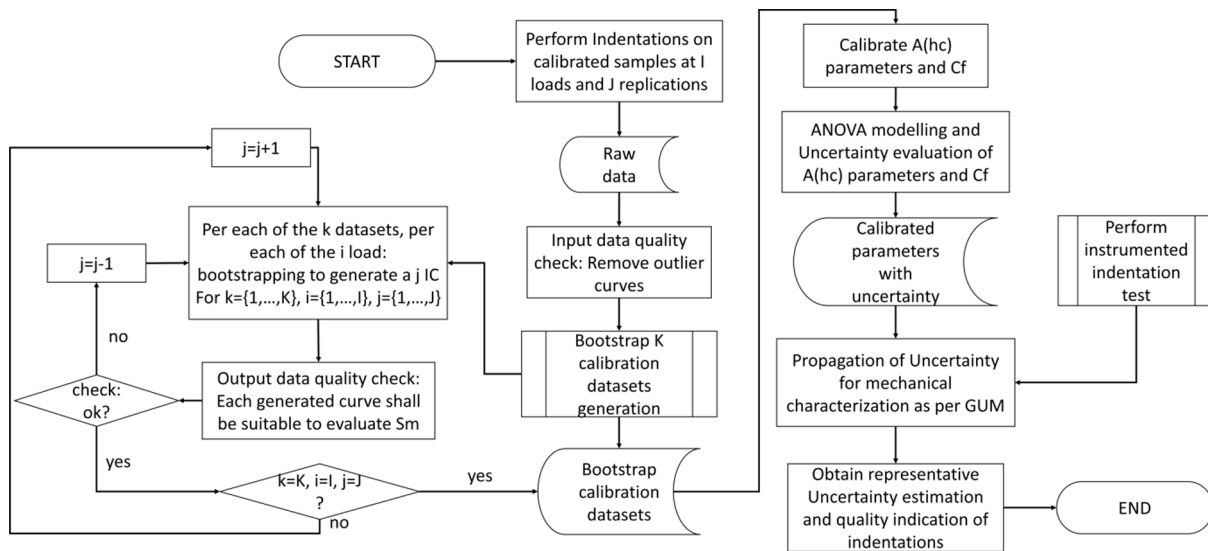 START
Perform Indentations on
calibrated samples at I
loads and J replications
Raw
data
Input data quality
check: Remove outlier
curves
Bootstrap K
calibration
datasets
generation
j=j+1
Per each of the k datasets, per
each of the i load:
bootstrapping to generate a j IC
For k={1,...,K}, i={1,...,I}, j={1,...,J}
j=j-1
no
Output data quality check:
Each generated curve shall
be suitable to evaluate Sm
check:
ok?
yes
k=K, i=I, j=J
?
no
yes
Bootstrap
calibration
datasets
Calibrate A(hc)
parameters and Cf
ANOVA modelling and
Uncertainty evaluation of
A(hc) parameters and Cf
Calibrated
parameters
with
uncertainty
Perform
instrumented
indentation
test
Propagation of Uncertainty
for mechanical
characterization as per GUM
Obtain representative
Uncertainty estimation
and quality indication of
indentations
END